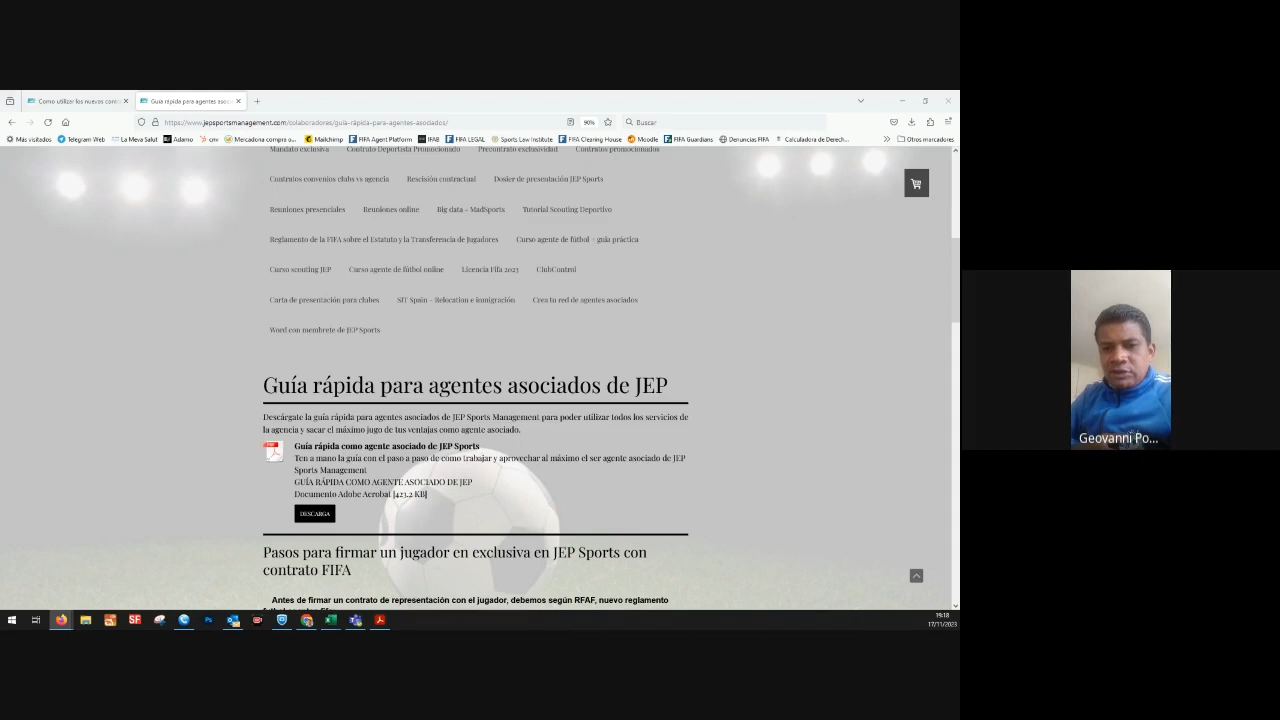 Como utilizar los nuevos cont
Guía rápida para agentes asoc
https://www.jepsportsmanagement.com/colaboradores/guía-rápida-para-agentes-asociados/
90%
Buscar
Más visitados
Telegram Web
La Meva Salut
Adamo
crm
Mercadona compra o...
Mailchimp
FIFA Agent Platform
IFAB
FIFA LEGAL
Sports Law Institute
FIFA Clearing House
Moodle
FIFA Guardians
Denuncias FIFA
Calculadora de Derech...
Otros marcadores
Mandato exclusiva
Contrato Deportista Promocionado
Precontrato exclusividad
Contratos promocionados
Contratos convenios clubs vs agencia
Rescisión contractual
Dosier de presentación JEP Sports
Reuniones presenciales
Reuniones online
Big data - MadSports
Tutorial Scouting Deportivo
Reglamento de la FIFA sobre el Estatuto y la Transferencia de Jugadores
Curso agente de fútbol + guía práctica
Curso scouting JEP
Curso agente de fútbol online
Licencia Fifa 2023
ClubControl
Carta de presentación para clubes
SIT Spain - Relocation e inmigración
Crea tu red de agentes asociados
Word con membrete de JEP Sports
Guía rápida para agentes asociados de JEP
Descárgate la guía rápida para agentes asociados de JEP Sports Management para poder utilizar todos los servicios de
la agencia y sacar el máximo jugo de tus ventajas como agente asociado.
Guía rápida como agente asociado de JEP Sports
Ten a mano la guía con el paso a paso de como trabajar y aprovechar al máximo el ser agente asociado de JEP
Sports Management
GUÍA RÁPIDA COMO AGENTE ASOCIADO DE JEP
Documento Adobe Acrobat [423.2 KB]
DESCARGA
Pasos para firmar un jugador en exclusiva en JEP Sports con
contrato FIFA
Antes de firmar un contrato de representación con el jugador, debemos según RFAF, nuevo reglamento
19:18
17/11/2023
Geovanni Po...